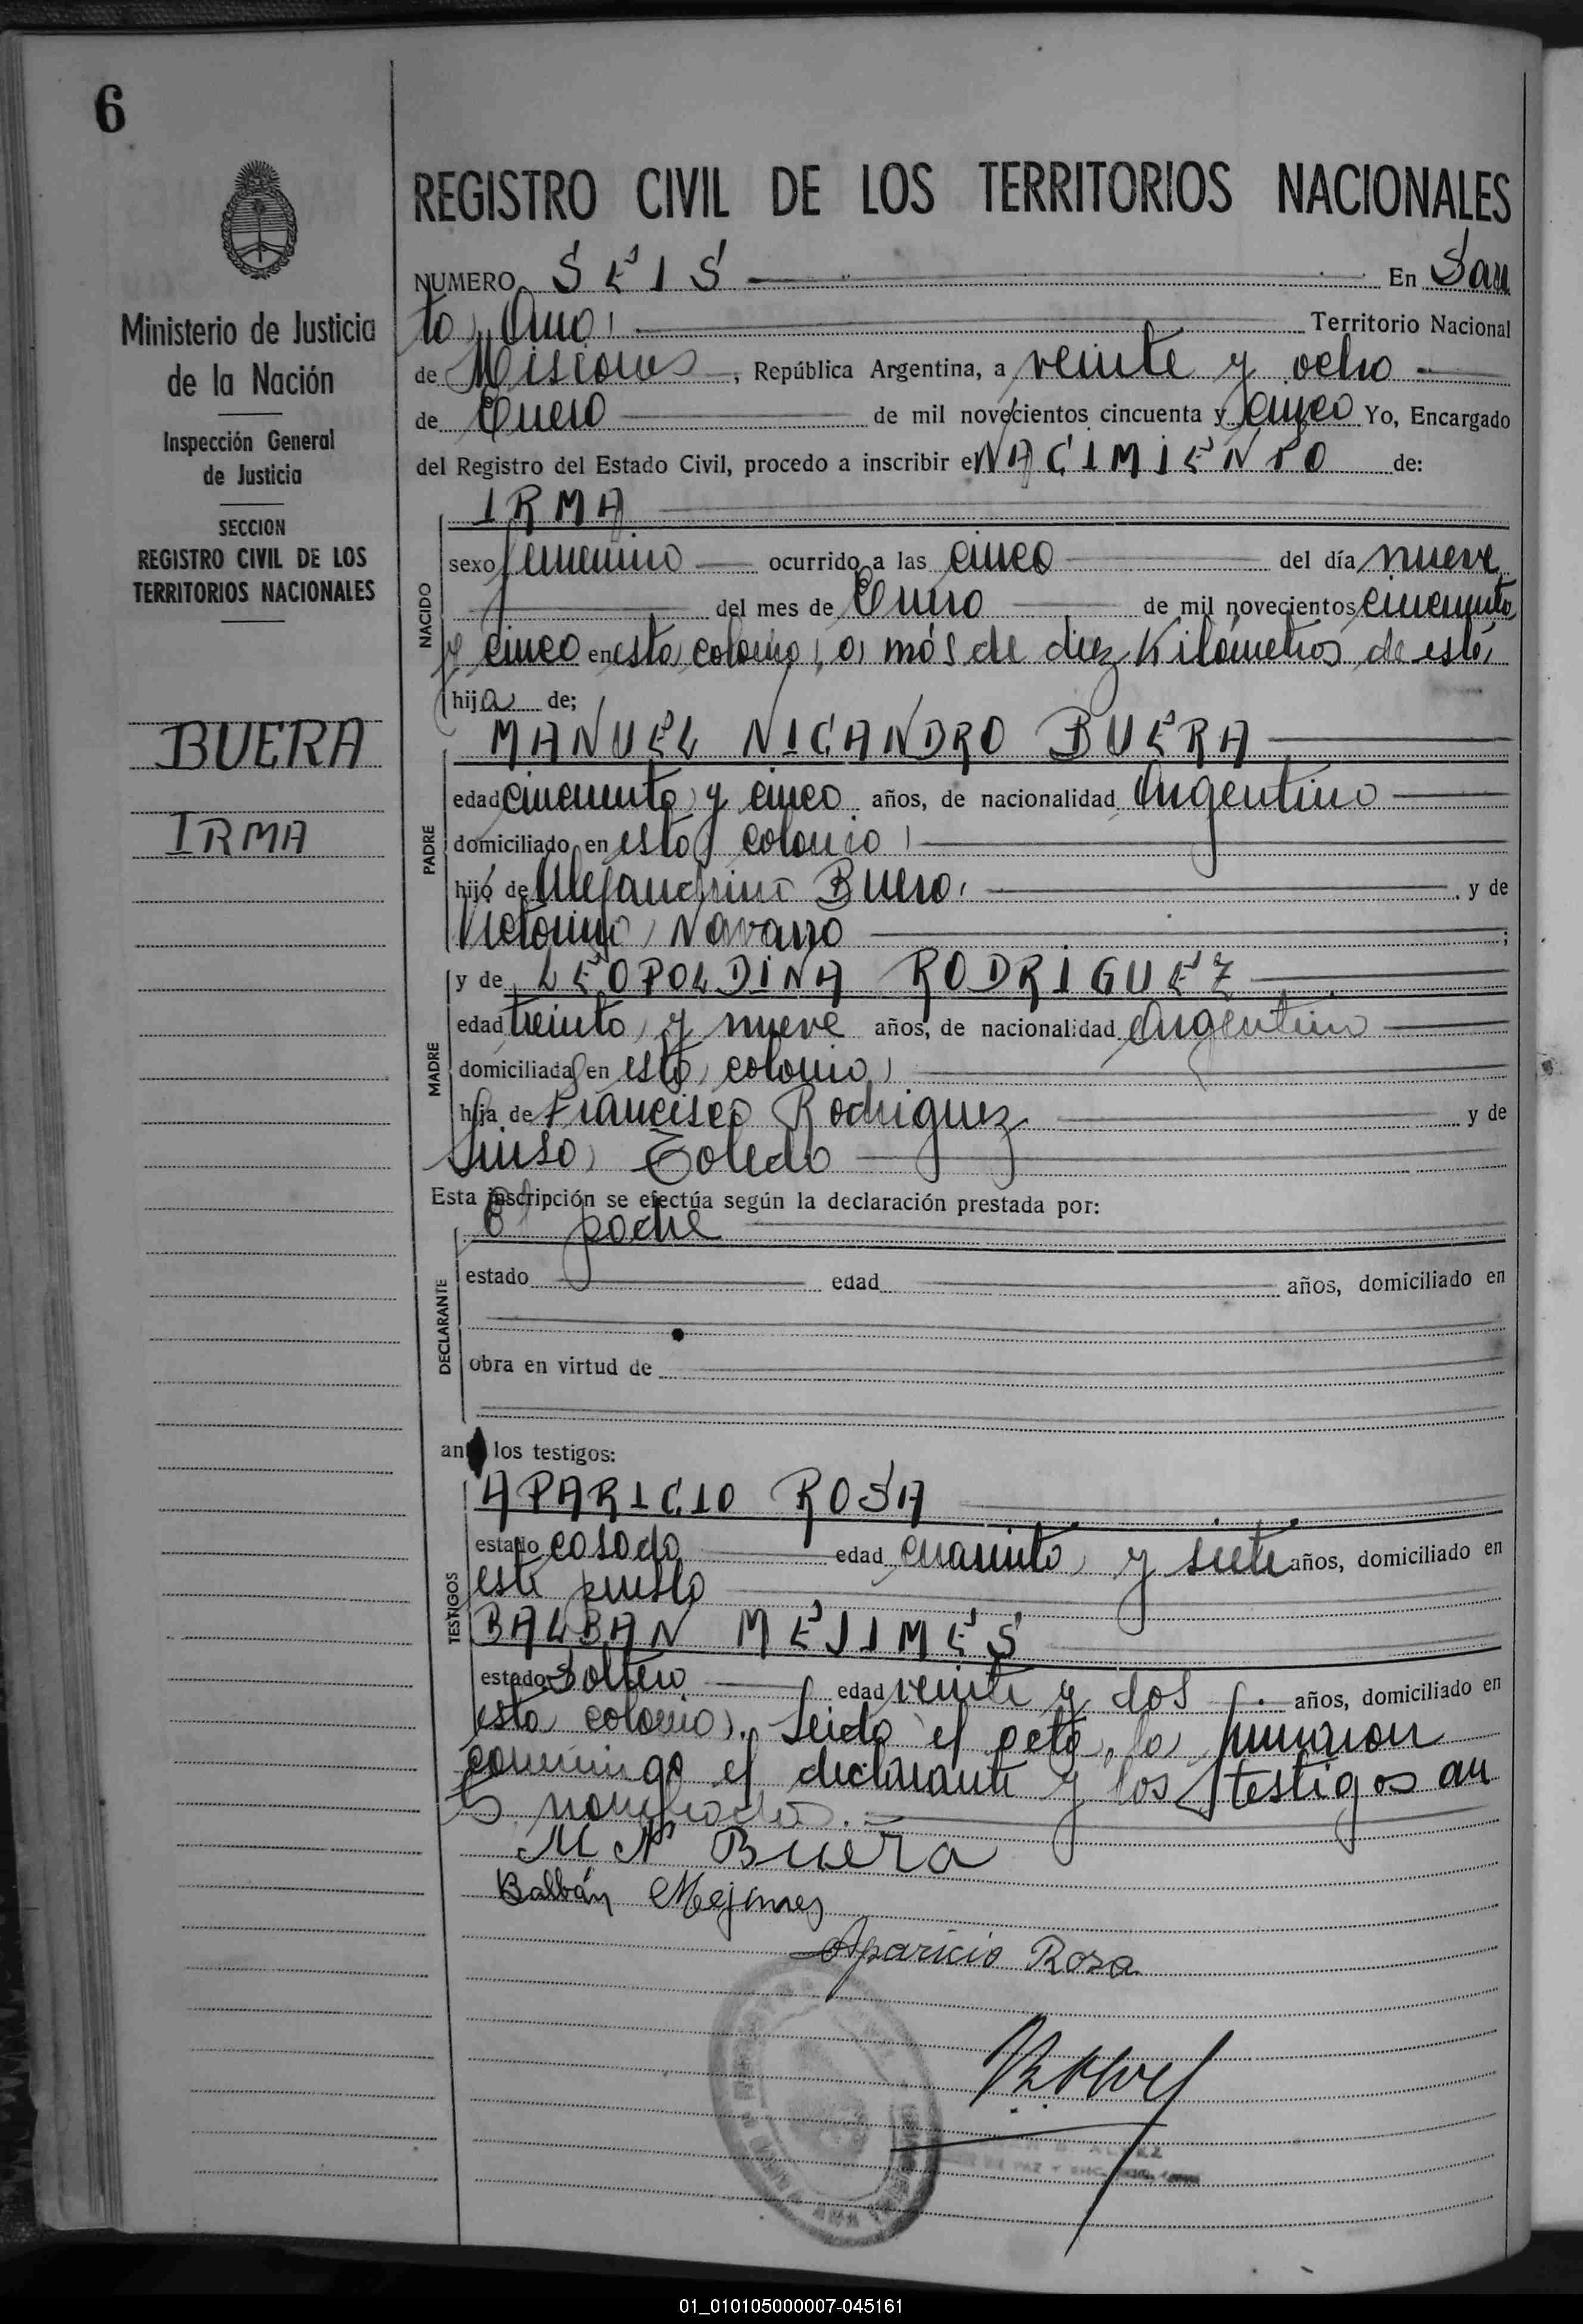 6
Ministerio de Justicia
de la Nación
Inspección General
de Justicia
SECCION
REGISTRO CIVIL DE LOS
TERRITORIOS NACIONALES
BUERA
IRMA
REGISTRO CIVIL DE LOS TERRITORIOS NACIONALES
NUMERO SEIS En San
ta Ana, Territorio Nacional
de Misiones, República Argentina, a veinte y ocho
de Enero de mil novecientos cincuenta y cinco Yo, Encargado
del Registro del Estado Civil, procedo a inscribir el NACIMIENTO de:
IRMA
NACIDO
sexo femenino ocurrido a las cinco del día nueve
del mes de Enero de mil novecientos cincuenta
y cinco en esta colonia, a más de diez Kilómetros de esta,
hija de;
MANUEL NICANDRO BUERA
PADRE
edad cincuenta y cinco años, de nacionalidad Argentino
domiciliado en esta colonia,
hijo de Alejandrino Buera, y de
Victorina Navarro ;
y de LEOPOLDINA RODRIGUEZ
MADRE
edad treinta y nueve años, de nacionalidad Argentina
domiciliada en esta colonia,
hija de Francisco Rodriguez y de
Luisa Toledo
Esta inscripción se efectúa según la declaración prestada por:
El padre
DECLARANTE
estado edad años, domiciliado en
obra en virtud de
ante los testigos:
APARICIO ROSA
TESTIGOS
estado casado edad cuarenta y siete años, domiciliado en
este pueblo
BALBAN MEJIMES
estado soltero edad veinte y dos años, domiciliado en
esta colonia. Leida el acta, la firmaron
conmigo el declarante y los testigos an
tes nombrados.
M N Buera
Balbán Mejimes
Aparicio Rosa
01_010105000007-045161